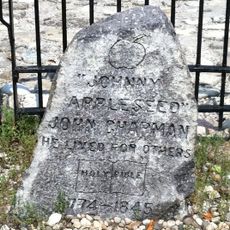 "JOHNNY
APPLESEED"
JOHN CHAPMAN
HE LIVED FOR OTHERS
HOLY BIBLE
1774-1845